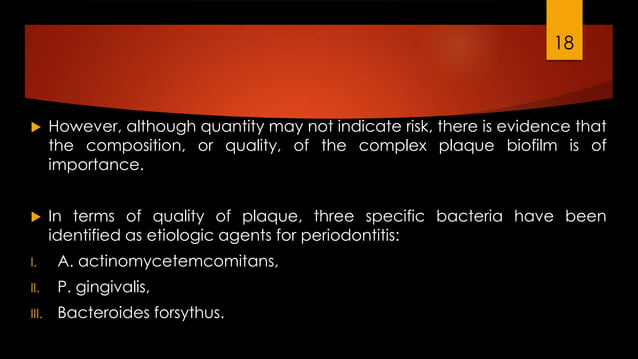 18
However, although quantity may not indicate risk, there is evidence that
the composition, or quality, of the complex plaque biofilm is of
importance.
In terms of quality of plaque, three specific bacteria have been
identified as etiologic agents for periodontitis:
I. A. actinomycetemcomitans,
II. P. gingivalis,
III. Bacteroides forsythus.